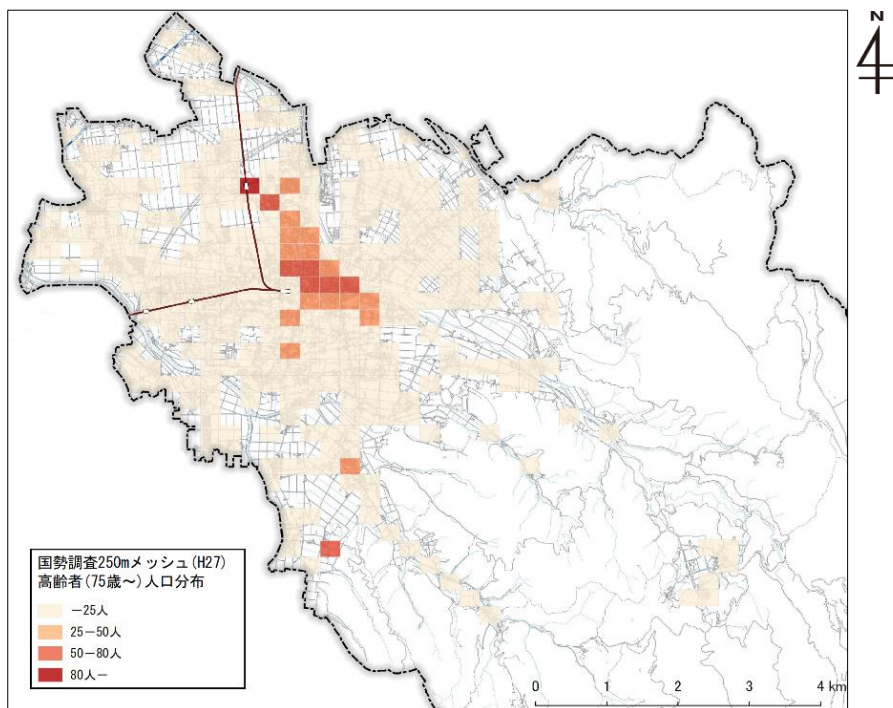 N
国勢調査250mメッシュ(H27)
高齢者(75歳～)人口分布
－25人
25－50人
50－80人
80人－
0 1 2 3 4 km